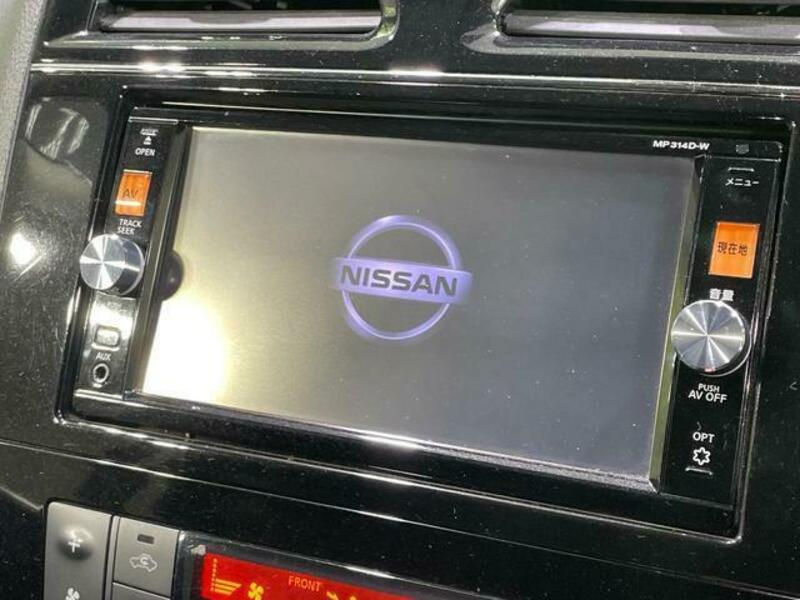 MP314D-W
OPEN
AV
TRACK
SEEK
AUX
NISSAN
メニュー
現在地
容量
PUSH
AV OFF
OPT
FRONT